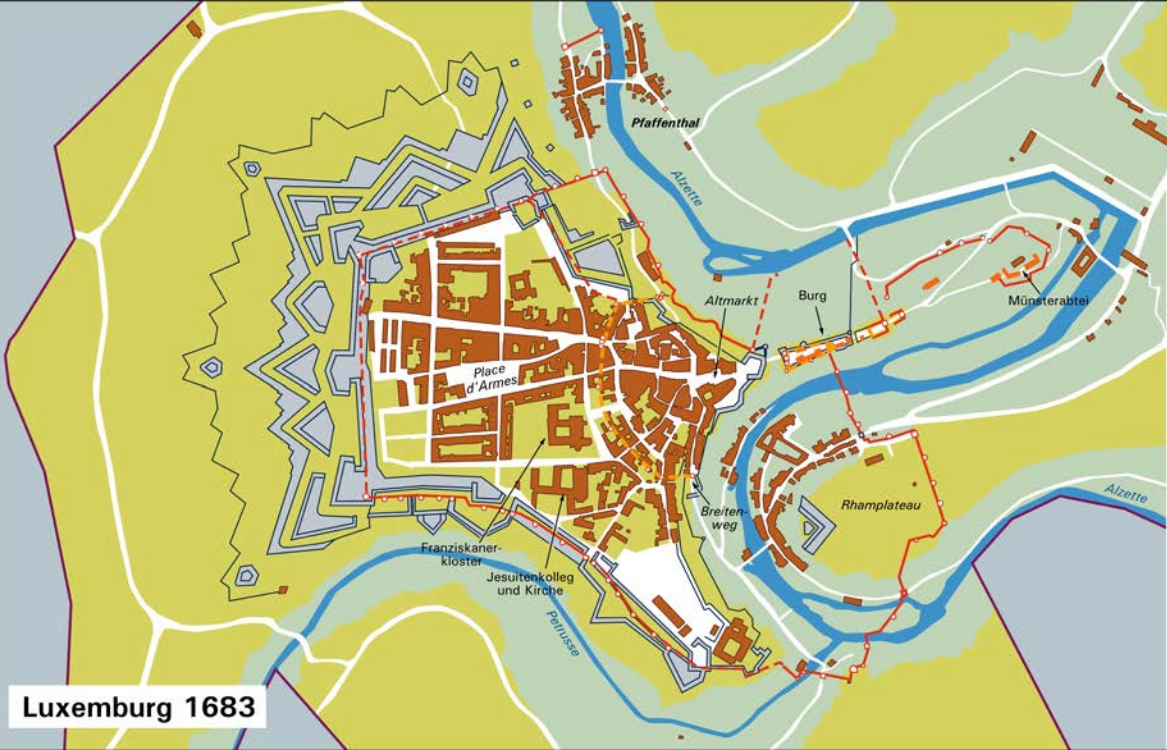 Pfaffenthal
Alzette
Altmarkt
Burg
Münsterabtei
Place
d'Armes
Rhamplateau
Alzette
Breiten-
weg
Franziskaner-
kloster
Jesuitenkolleg
und Kirche
Petrusse
Luxemburg 1683